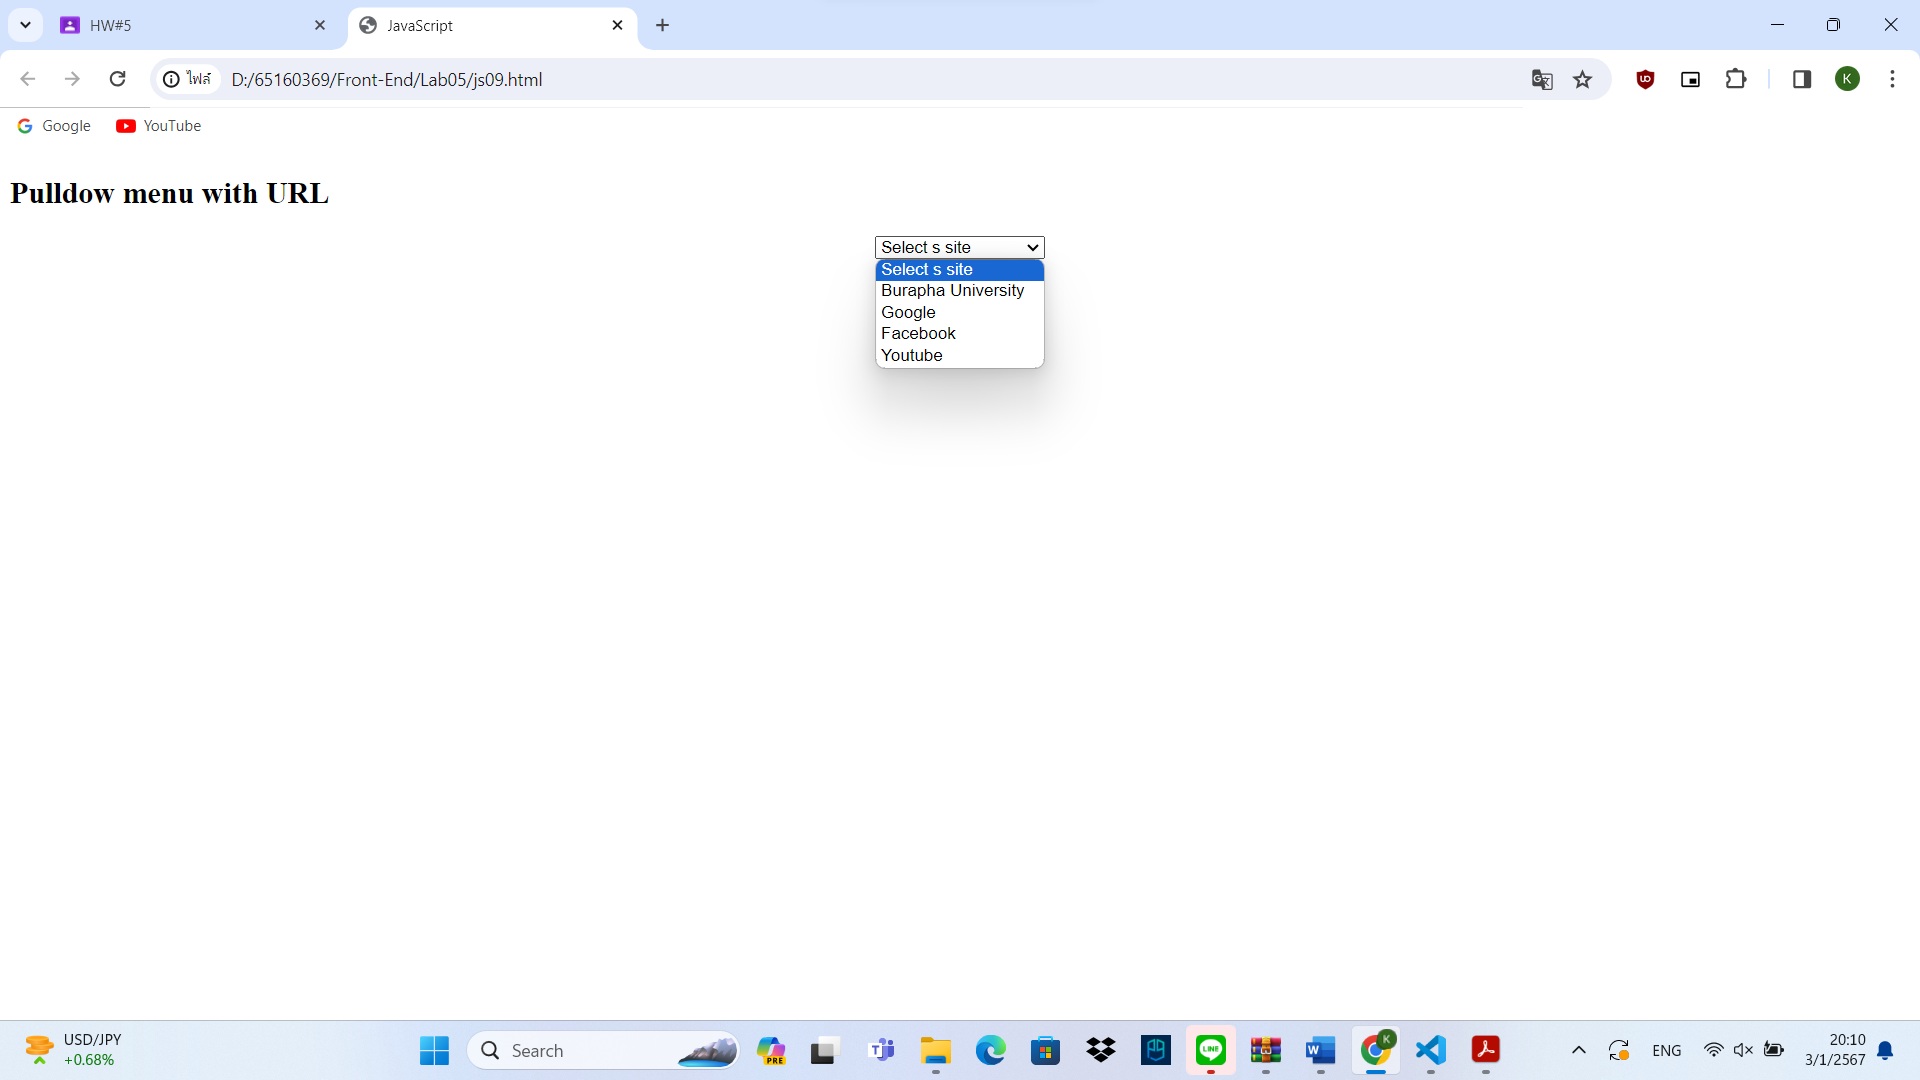 HW#5
JavaScript
ไฟล์
D:/65160369/Front-End/Lab05/js09.html
K
Google
YouTube
Pulldow menu with URL
Select s site
Select s site
Burapha University
Google
Facebook
Youtube
USD/JPY
+0.68%
Search
PRE
LINE
K
ENG
20:10
3/1/2567